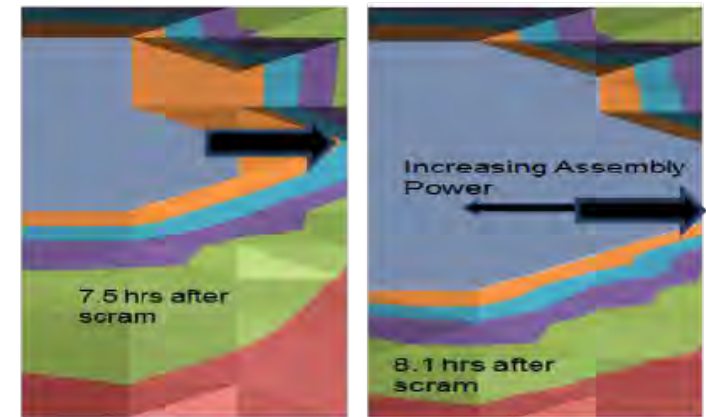 7.5 hrs after
scram
Increasing Assembly
Power
8.1 hrs after
scram